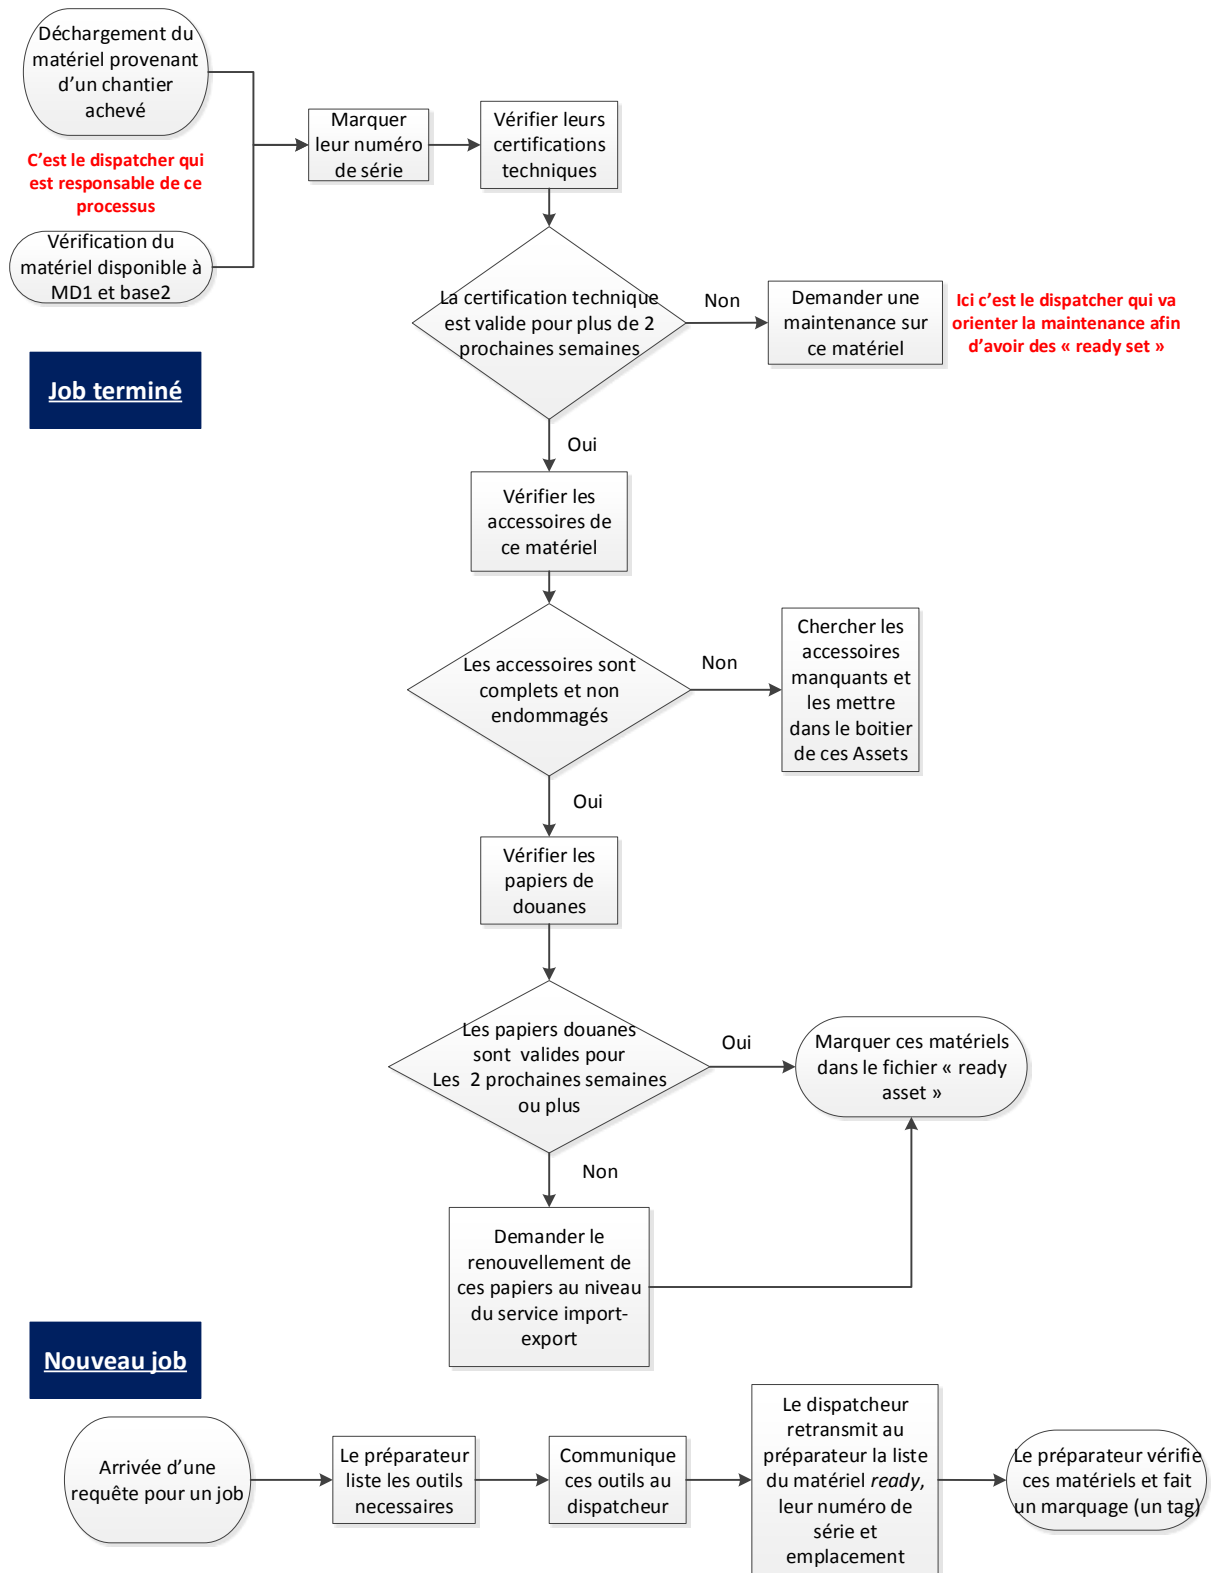 Déchargement du
matériel provenant
d'un chantier
achevé
C'est le dispatcher qui
est responsable de ce
processus
Vérification du
matériel disponible à
MD1 et base2
Marquer
leur numéro
de série
Vérifier leurs
certifications
techniques
La certification technique
est valide pour plus de 2
prochaines semaines
Non
Demander une
maintenance sur
ce matériel
Ici c'est le dispatcher qui va
orienter la maintenance afin
d'avoir des « ready set »
Job terminé
Oui
Vérifier les
accessoires de
ce matériel
Les accessoires sont
complets et non
endommagés
Non
Chercher les
accessoires
manquants et
les mettre
dans le boitier
de ces Assets
Oui
Vérifier les
papiers de
douanes
Les papiers douanes
sont  valides pour
Les  2 prochaines semaines
ou plus
Oui
Marquer ces matériels
dans le fichier « ready
asset »
Non
Demander le
renouvellement de
ces papiers au niveau
du service import-
export
Nouveau job
Arrivée d'une
requête pour un job
Le préparateur
liste les outils
necessaires
Communique
ces outils au
dispatcheur
Le dispatcheur
retransmit au
préparateur la liste
du matériel ready,
leur numéro de
série et
emplacement
Le préparateur vérifie
ces matériels et fait
un marquage (un tag)